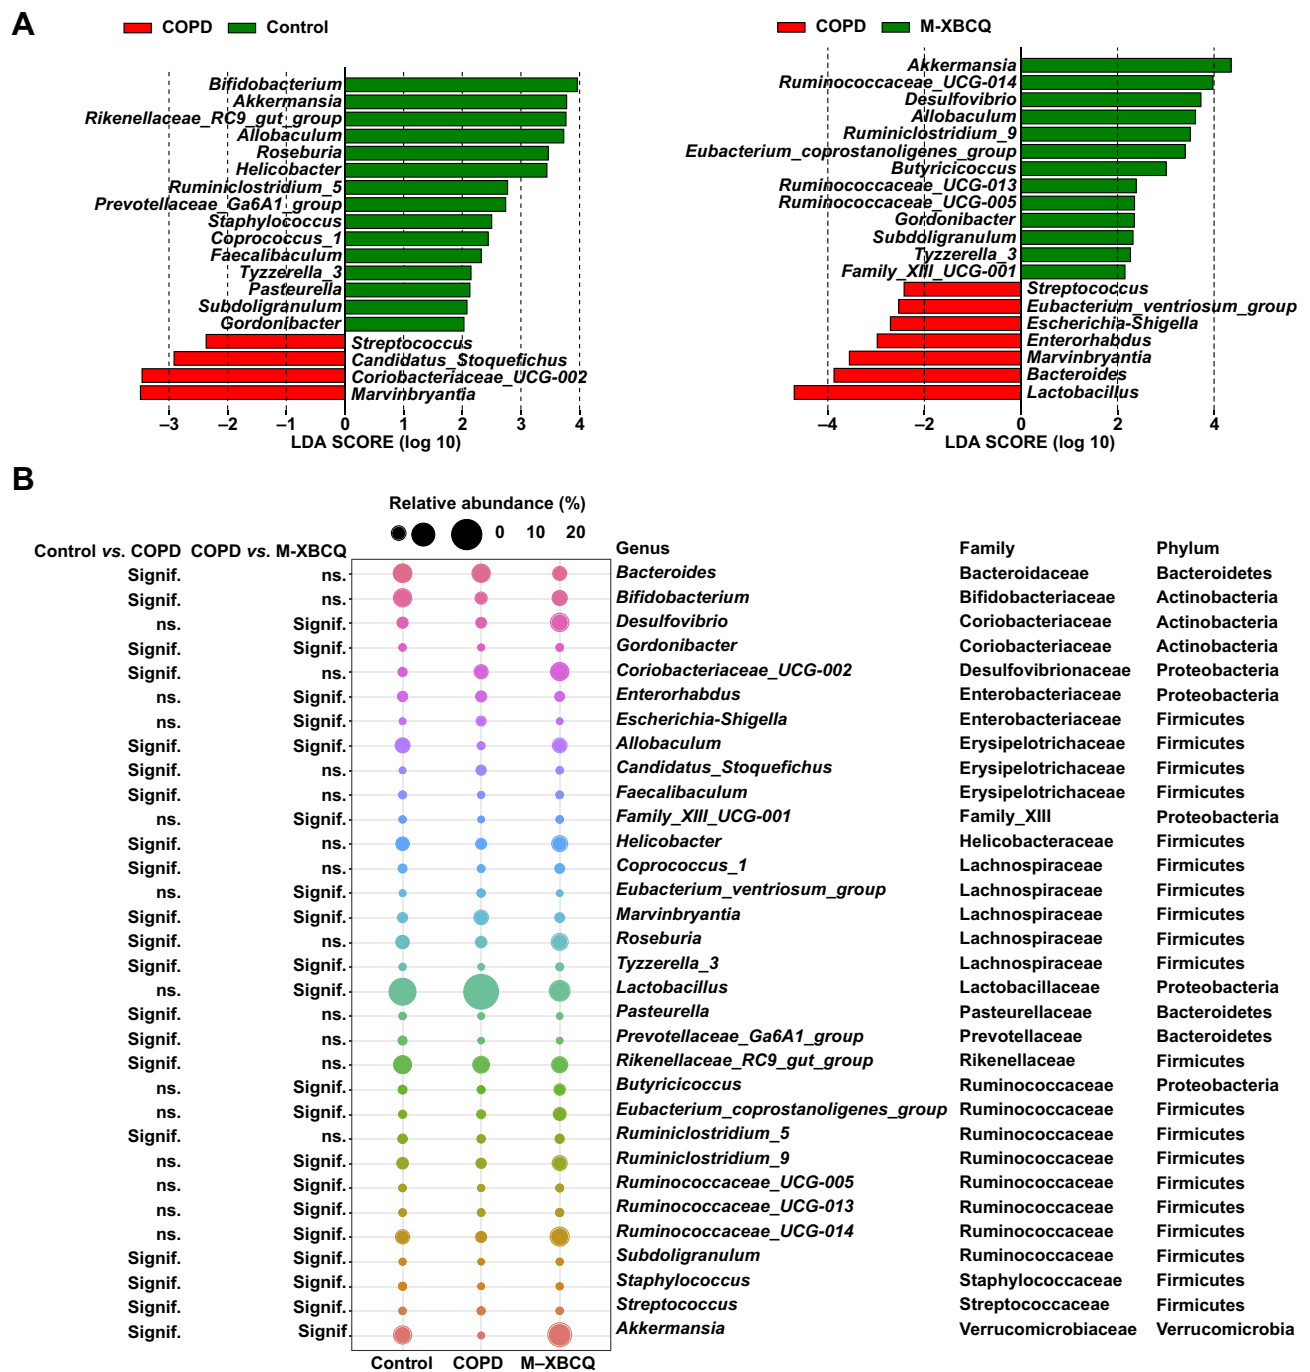 A
COPD Control
Bifidobacterium
Akkermansia
Rikenellaceae_RC9_gut_group
Allobaculum
Roseburia
Helicobacter
Ruminiclostridium_5
Prevotellaceae_Ga6A1_group
Staphylococcus
Coprococcus_1
Faecalibaculum
Tyzzerella_3
Pasteurella
Subdoligranulum
Gordonibacter
Streptococcus
Candidatus_Stoquefichus
Coriobacteriaceae_UCG-002
Marvinbryantia
–3 –2 –1 0 1 2 3 4
LDA SCORE (log 10)
COPD M-XBCQ
Akkermansia
Ruminococcaceae_UCG-014
Desulfovibrio
Allobaculum
Ruminiclostridium_9
Eubacterium_coprostanoligenes_group
Butyricicoccus
Ruminococcaceae_UCG-013
Ruminococcaceae_UCG-005
Gordonibacter
Subdoligranulum
Tyzzerella_3
Family_XIII_UCG-001
Streptococcus
Eubacterium_ventriosum_group
Escherichia-Shigella
Enterorhabdus
Marvinbryantia
Bacteroides
Lactobacillus
–4 –2 0 2 4
LDA SCORE (log 10)
B
Relative abundance (%)
0 10 20
Control vs. COPD COPD vs. M-XBCQ Genus Family Phylum
Signif. ns. Bacteroides Bacteroidaceae Bacteroidetes
Signif. ns. Bifidobacterium Bifidobacteriaceae Actinobacteria
ns. Signif. Desulfovibrio Coriobacteriaceae Actinobacteria
Signif. Signif. Gordonibacter Coriobacteriaceae Actinobacteria
Signif. ns. Coriobacteriaceae_UCG-002 Desulfovibrionaceae Proteobacteria
ns. Signif. Enterorhabdus Enterobacteriaceae Proteobacteria
ns. Signif. Escherichia-Shigella Enterobacteriaceae Firmicutes
Signif. Signif. Allobaculum Erysipelotrichaceae Firmicutes
Signif. ns. Candidatus_Stoquefichus Erysipelotrichaceae Firmicutes
Signif. ns. Faecalibaculum Erysipelotrichaceae Firmicutes
ns. Signif. Family_XIII_UCG-001 Family_XIII Proteobacteria
Signif. ns. Helicobacter Helicobacteraceae Firmicutes
Signif. ns. Coprococcus_1 Lachnospiraceae Firmicutes
ns. Signif. Eubacterium_ventriosum_group Lachnospiraceae Firmicutes
Signif. Signif. Marvinbryantia Lachnospiraceae Firmicutes
Signif. ns. Roseburia Lachnospiraceae Firmicutes
Signif. Signif. Tyzzerella_3 Lachnospiraceae Firmicutes
ns. Signif. Lactobacillus Lactobacillaceae Proteobacteria
Signif. ns. Pasteurella Pasteurellaceae Bacteroidetes
Signif. ns. Prevotellaceae_Ga6A1_group Prevotellaceae Bacteroidetes
Signif. ns. Rikenellaceae_RC9_gut_group Rikenellaceae Firmicutes
ns. Signif. Butyricicoccus Ruminococcaceae Proteobacteria
ns. Signif. Eubacterium_coprostanoligenes_group Ruminococcaceae Firmicutes
Signif. ns. Ruminiclostridium_5 Ruminococcaceae Firmicutes
ns. Signif. Ruminiclostridium_9 Ruminococcaceae Firmicutes
ns. Signif. Ruminococcaceae_UCG-005 Ruminococcaceae Firmicutes
ns. Signif. Ruminococcaceae_UCG-013 Ruminococcaceae Firmicutes
ns. Signif. Ruminococcaceae_UCG-014 Ruminococcaceae Firmicutes
Signif. Signif. Subdoligranulum Ruminococcaceae Firmicutes
Signif. Signif. Staphylococcus Staphylococcaceae Firmicutes
Signif. Signif. Streptococcus Streptococcaceae Firmicutes
Signif. Signif Akkermansia Verrucomicrobiaceae Verrucomicrobia
Control COPD M–XBCQ